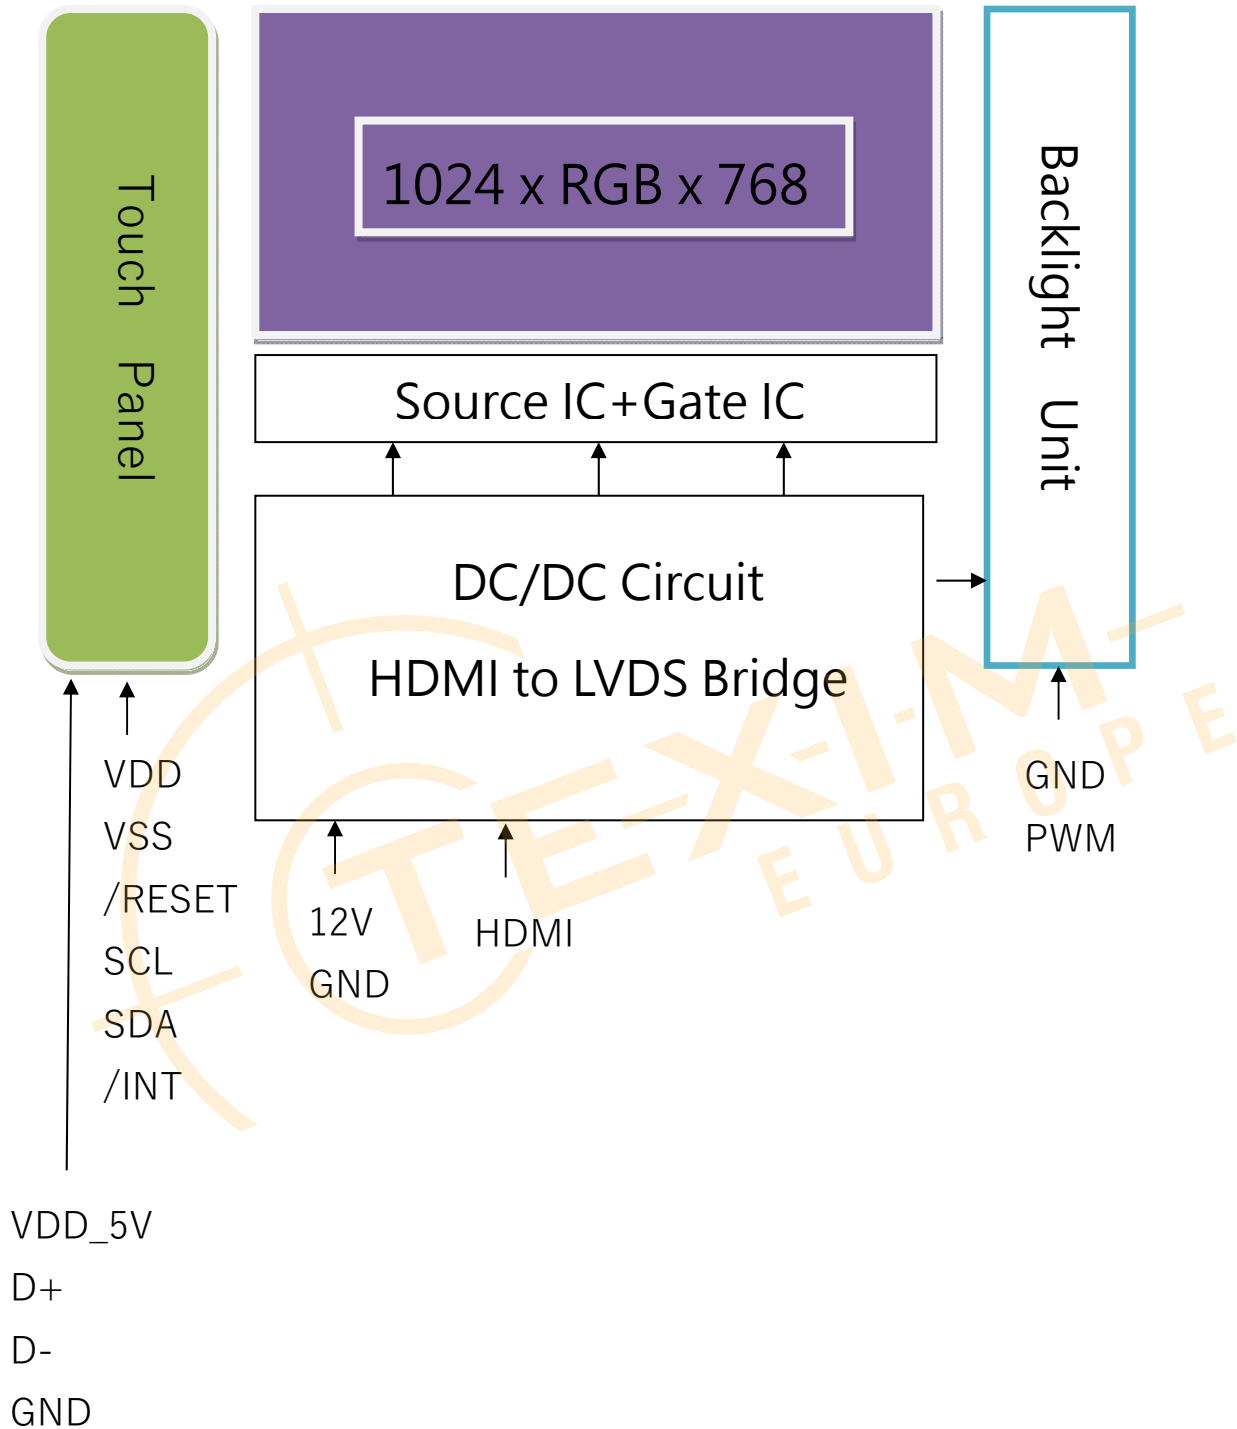 Touch Panel
1024 x RGB x 768
Backlight Unit
Source IC+Gate IC
DC/DC Circuit
HDMI to LVDS Bridge
VDD
VSS
/RESET
SCL
SDA
/INT
12V
GND
HDMI
GND
PWM
VDD_5V
D+
D-
GND
TEXIM
EUROPE